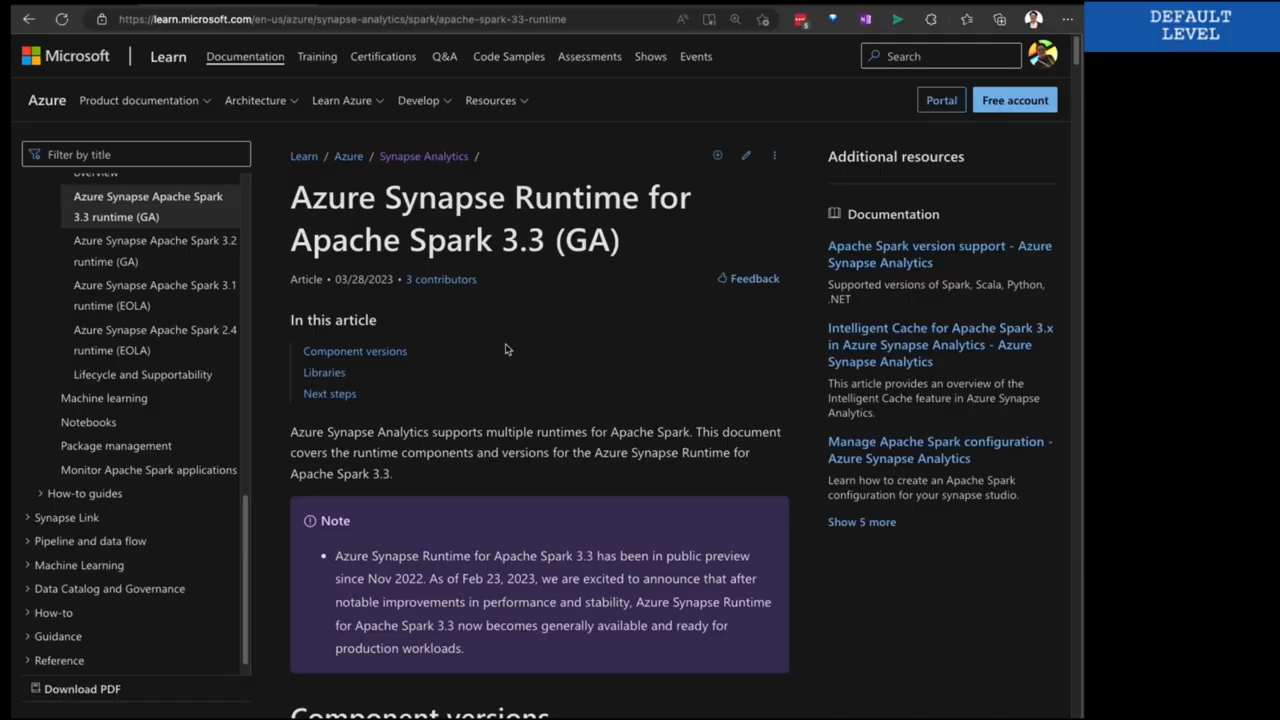 https://learn.microsoft.com/en-us/azure/synapse-analytics/spark/apache-spark-33-runtime
5
DEFAULT
LEVEL
Microsoft
Learn
Documentation
Training
Certifications
Q&A
Code Samples
Assessments
Shows
Events
Search
Azure
Product documentation
Architecture
Learn Azure
Develop
Resources
Portal
Free account
Filter by title
Overview
Azure Synapse Apache Spark
3.3 runtime (GA)
Azure Synapse Apache Spark 3.2
runtime (GA)
Azure Synapse Apache Spark 3.1
runtime (EOLA)
Azure Synapse Apache Spark 2.4
runtime (EOLA)
Lifecycle and Supportability
Machine learning
Notebooks
Package management
Monitor Apache Spark applications
How-to guides
Synapse Link
Pipeline and data flow
Machine Learning
Data Catalog and Governance
How-to
Guidance
Reference
Download PDF
Learn / Azure / Synapse Analytics /
Azure Synapse Runtime for
Apache Spark 3.3 (GA)
Article • 03/28/2023 • 3 contributors
Feedback
In this article
Component versions
Libraries
Next steps
Azure Synapse Analytics supports multiple runtimes for Apache Spark. This document
covers the runtime components and versions for the Azure Synapse Runtime for
Apache Spark 3.3.
Note
• Azure Synapse Runtime for Apache Spark 3.3 has been in public preview
since Nov 2022. As of Feb 23, 2023, we are excited to announce that after
notable improvements in performance and stability, Azure Synapse Runtime
for Apache Spark 3.3 now becomes generally available and ready for
production workloads.
Component versions
Additional resources
Documentation
Apache Spark version support - Azure
Synapse Analytics
Supported versions of Spark, Scala, Python,
.NET
Intelligent Cache for Apache Spark 3.x
in Azure Synapse Analytics - Azure
Synapse Analytics
This article provides an overview of the
Intelligent Cache feature in Azure Synapse
Analytics.
Manage Apache Spark configuration -
Azure Synapse Analytics
Learn how to create an Apache Spark
configuration for your synapse studio.
Show 5 more